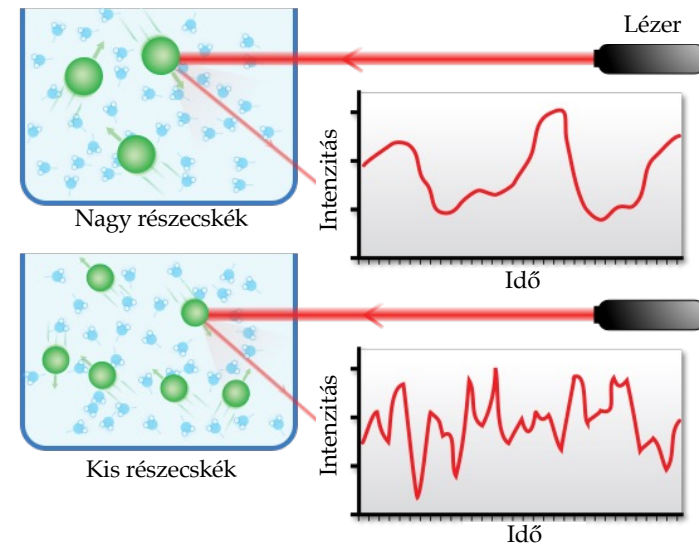 Lézer
Intenzitás
Idő
Nagy részecskék
Intenzitás
Idő
Kis részecskék